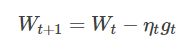 W_{t+1} = W_t − η_t g_t